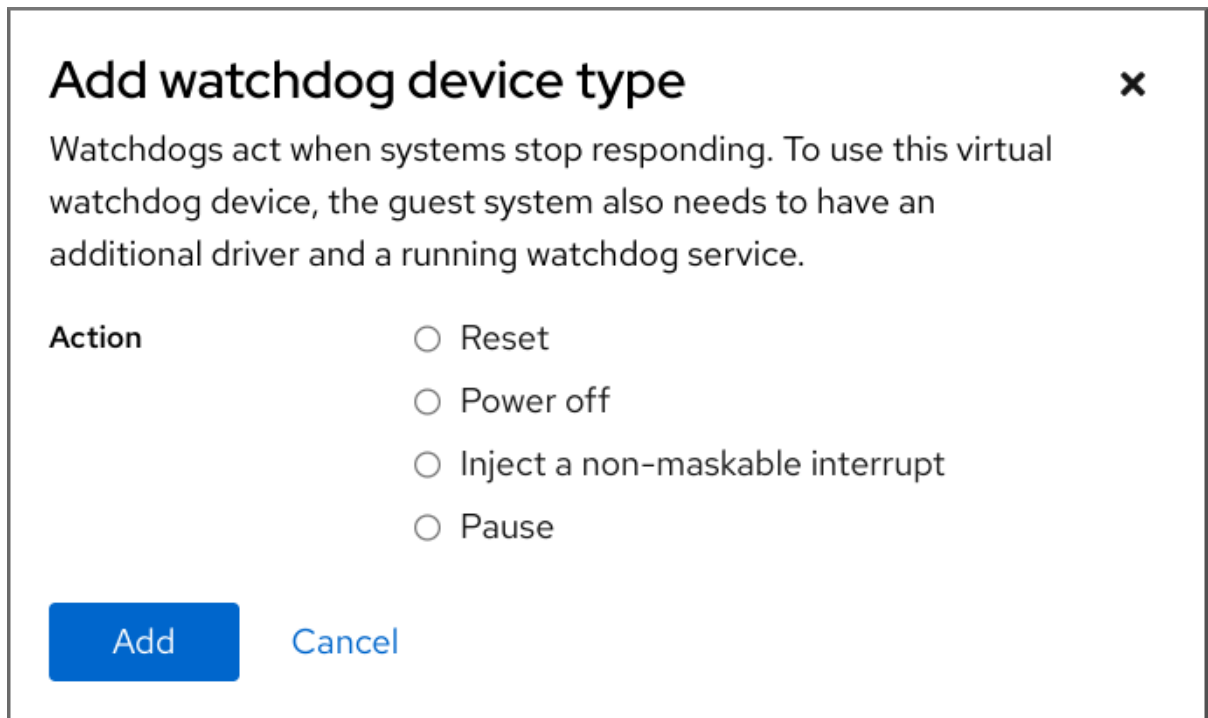 Add watchdog device type
Watchdogs act when systems stop responding. To use this virtual
watchdog device, the guest system also needs to have an
additional driver and a running watchdog service.
Action
Reset
Power off
Inject a non-maskable interrupt
Pause
Add
Cancel